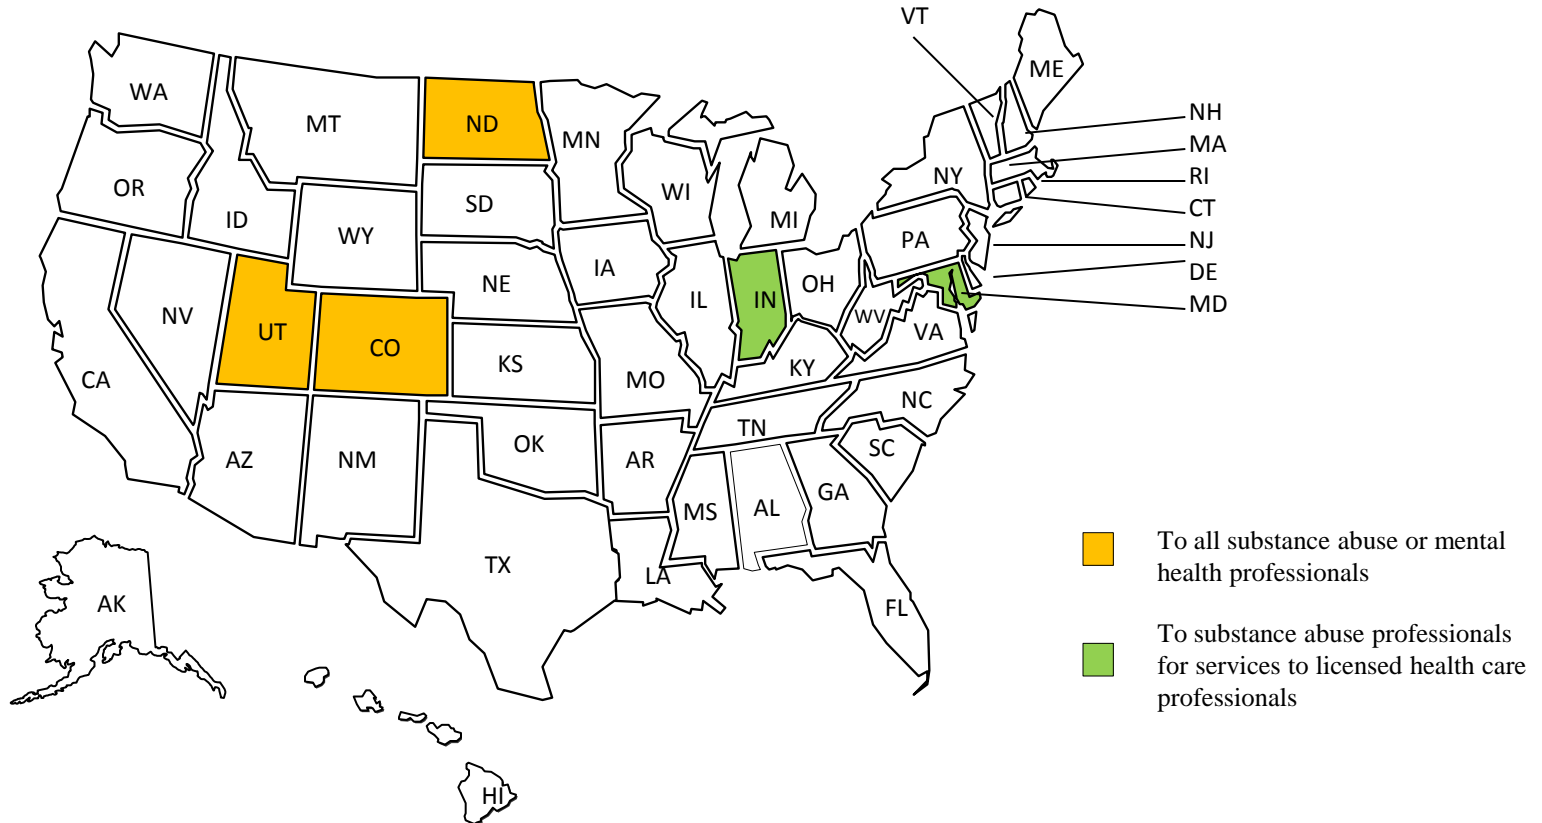 VT
ME
WA
NH
MT
ND
MN
MA
OR
NY
RI
ID
SD
WI
MI
CT
WY
PA
NJ
IA
DE
NE
OH
NV
UT
IL
IN
WV
MD
VA
CO
KS
KY
CA
MO
NC
TN
OK
SC
AZ
NM
AR
GA
MS
AL
TX
LA
FL
AK
HI
To all substance abuse or mental
health professionals
To substance abuse professionals
for services to licensed health care
professionals